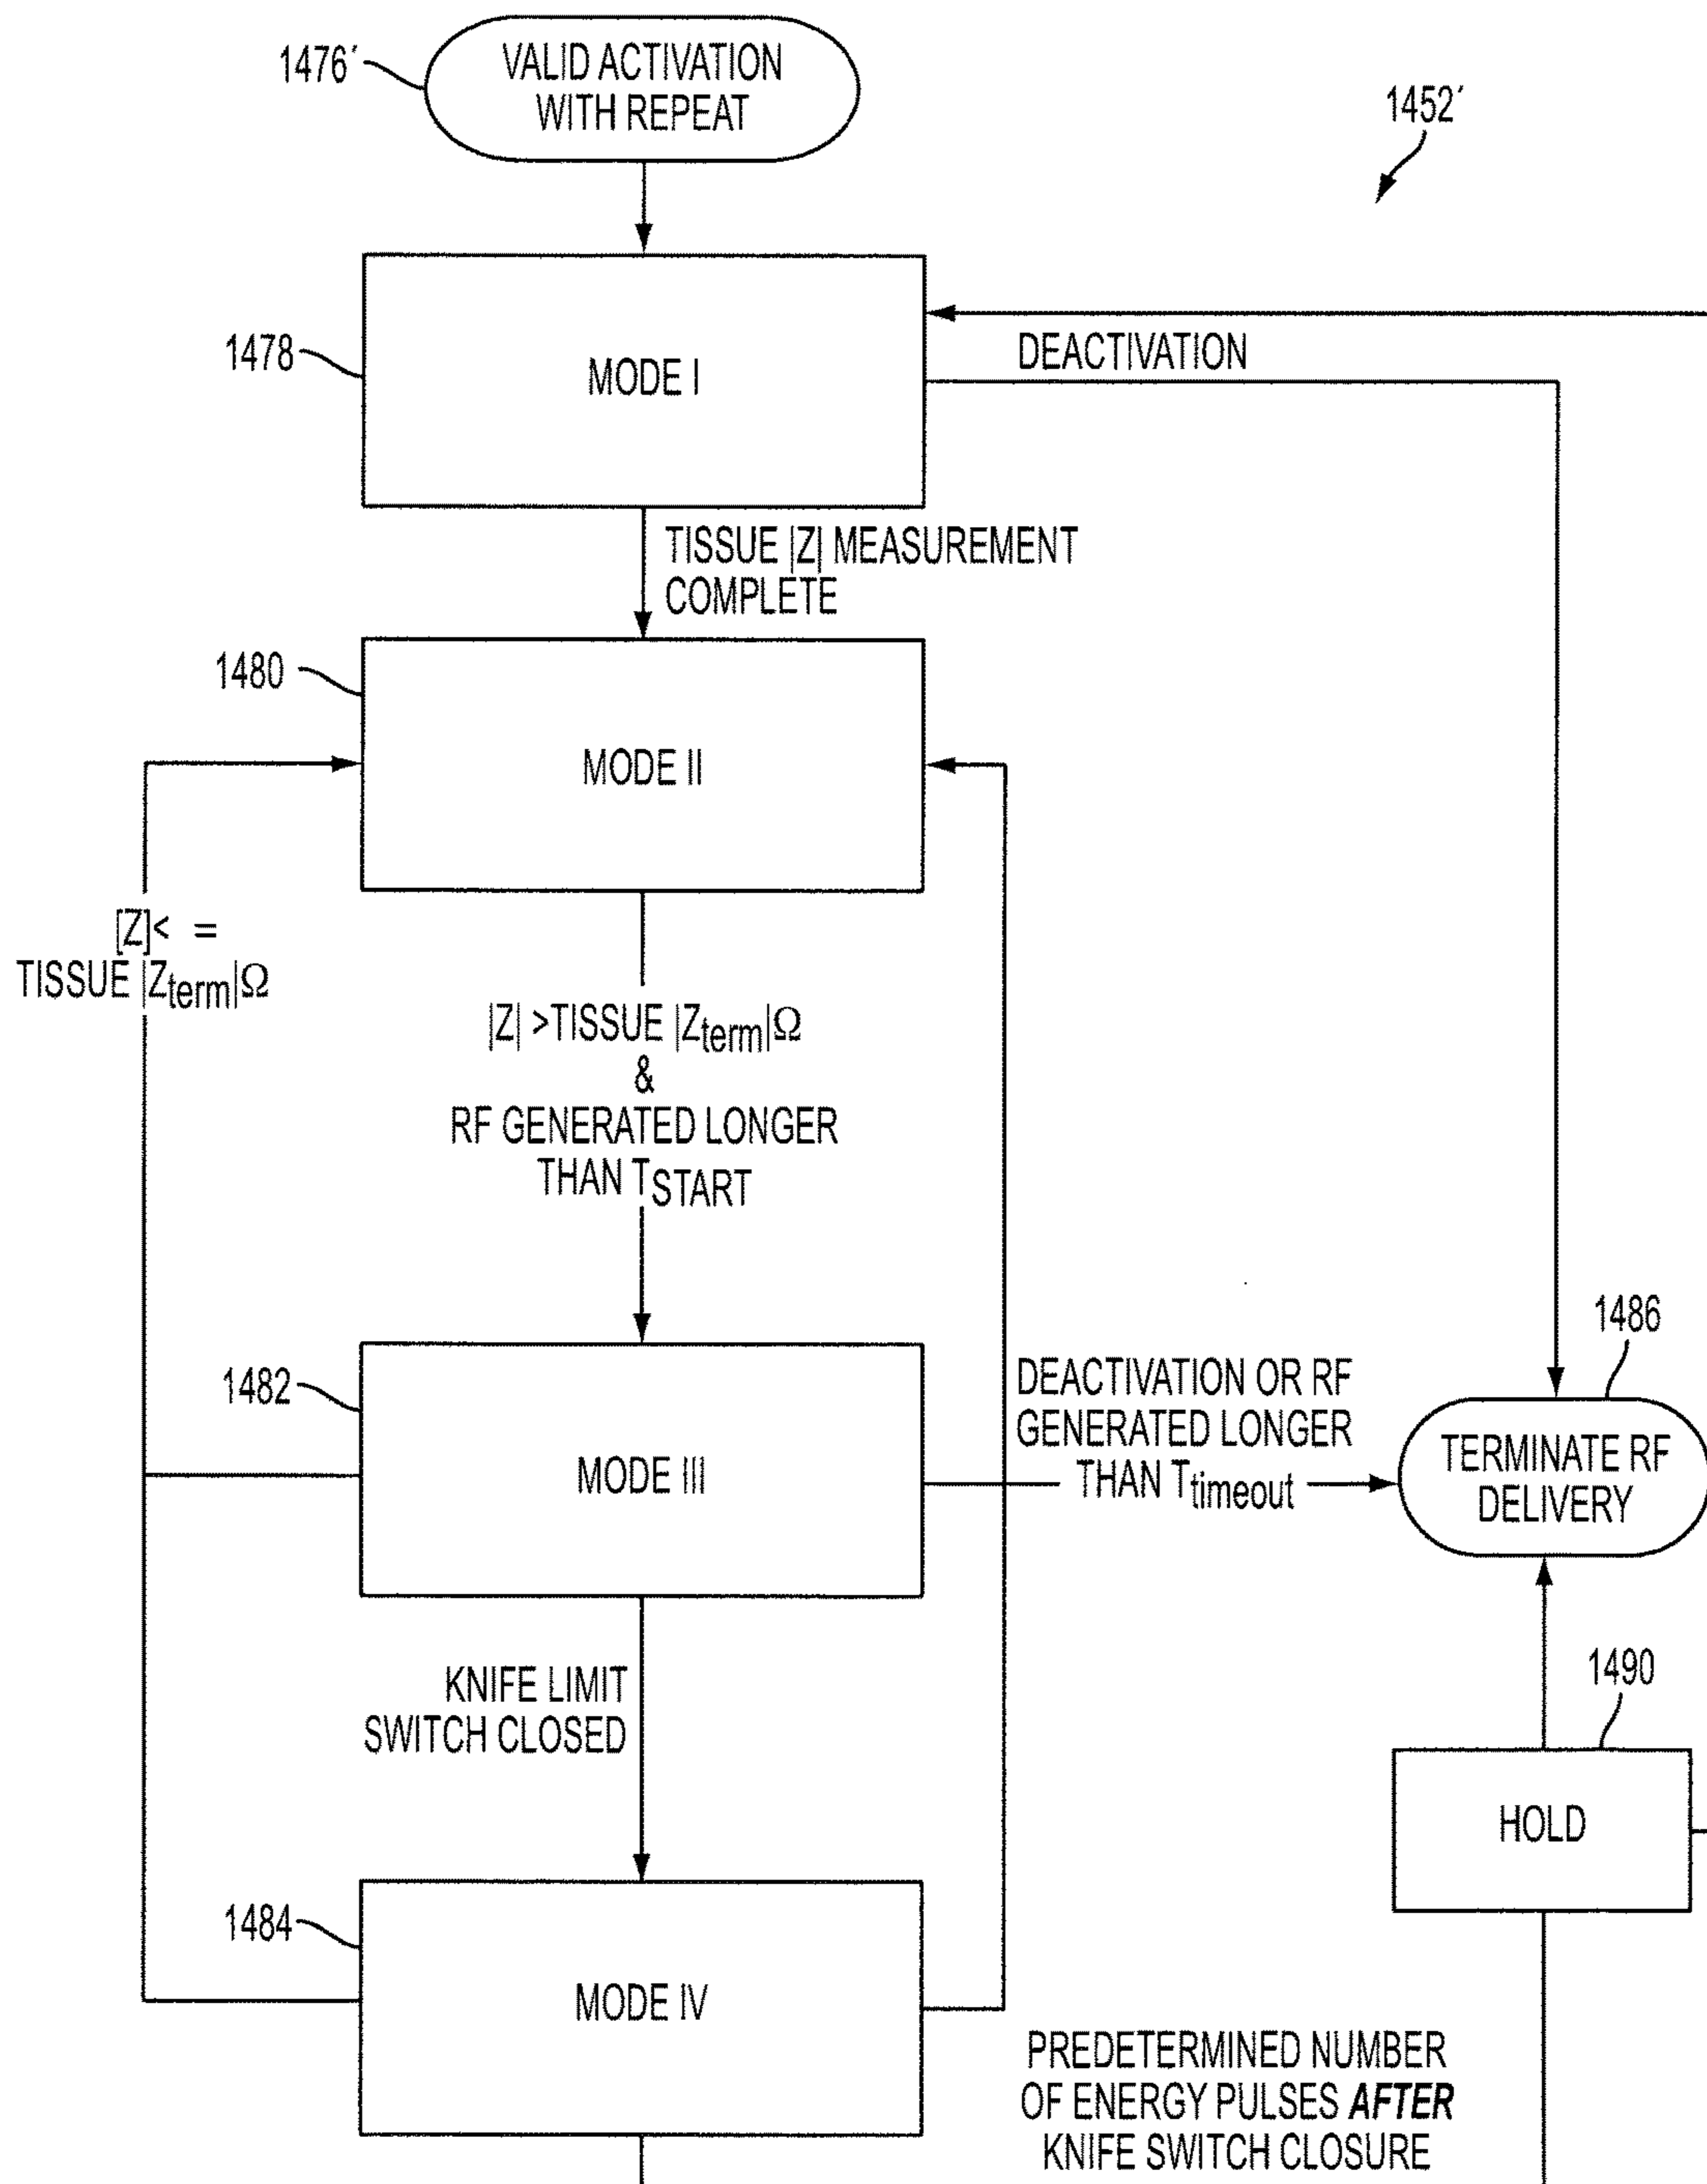 1476′
VALID ACTIVATION
WITH REPEAT
1452′
1478
MODE I
DEACTIVATION
TISSUE |Z| MEASUREMENT
COMPLETE
1480
MODE II
[Z]< =
TISSUE |Zterm|Ω
|Z| >TISSUE |Zterm|Ω
&
RF GENERATED LONGER
THAN TSTART
1482
MODE III
DEACTIVATION OR RF
GENERATED LONGER
THAN Ttimeout
1486
TERMINATE RF
DELIVERY
KNIFE LIMIT
SWITCH CLOSED
1490
HOLD
1484
MODE IV
PREDETERMINED NUMBER
OF ENERGY PULSES AFTER
KNIFE SWITCH CLOSURE